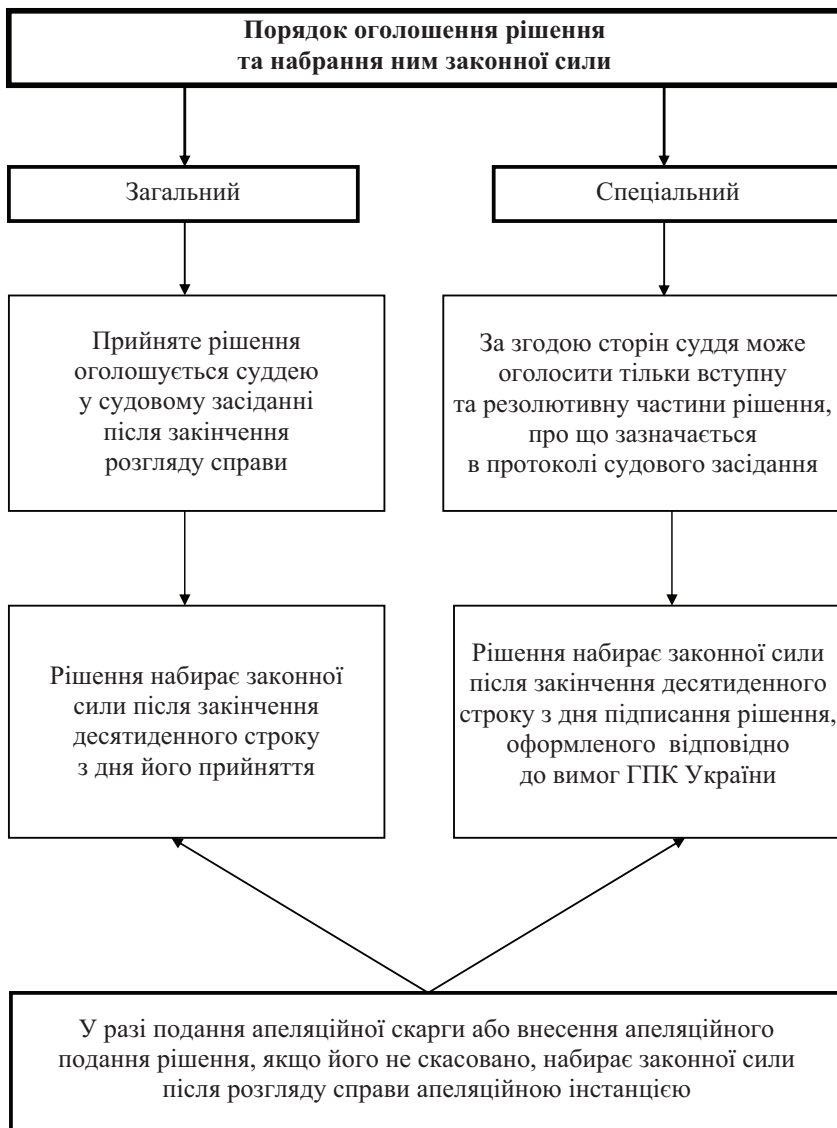 Порядок оголошення рішення
та набрання ним законної сили
Загальний
Спеціальний
Прийняте рішення
оголошується суддею
у судовому засіданні
після закінчення
розгляду справи
За згодою сторін суддя може
оголосити тільки вступну
та резолютивну частини рішення,
про що зазначається
в протоколі судового засідання
Рішення набирає законної
сили після закінчення
десятиденного строку
з дня його прийняття
Рішення набирає законної сили
після закінчення десятиденного
строку з дня підписання рішення,
оформленого відповідно
до вимог ГПК України
У разі подання апеляційної скарги або внесення апеляційного
подання рішення, якщо його не скасовано, набирає законної сили
після розгляду справи апеляційною інстанцією